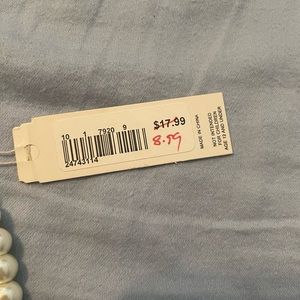 10 1 7920 9
24743114
$17.99
8.99
MADE IN CHINA
NOT INTENDED
FOR CHILDREN
AGE 12 AND UNDER